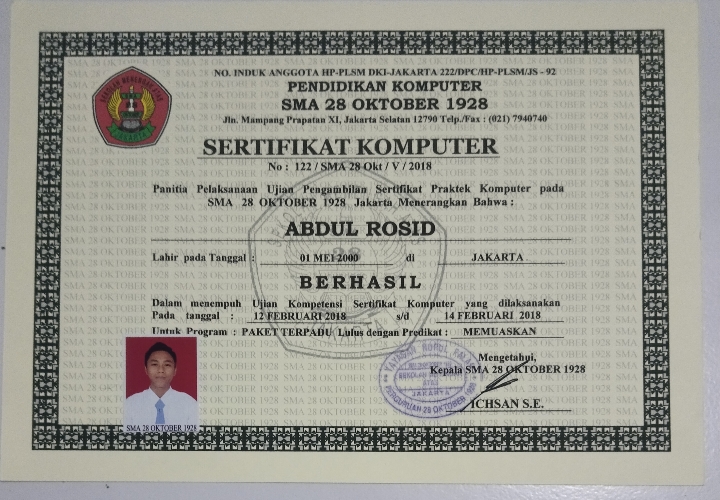 NO. INDUK ANGGOTA HP-PLSM DKI-JAKARTA 222/DPC/HP-PLSM/JS - 92
PENDIDIKAN KOMPUTER
SMA 28 OKTOBER 1928
Jln. Mampang Prapatan XI, Jakarta Selatan 12790 Telp./Fax : (021) 7940740
SERTIFIKAT KOMPUTER
No : 122 / SMA 28 Okt / V / 2018
Panitia Pelaksanaan Ujian Pengambilan Sertifikat Praktek Komputer pada
SMA 28 OKTOBER 1928 Jakarta Menerangkan Bahwa :
ABDUL ROSID
Lahir pada Tanggal : 01 MEI 2000 di JAKARTA
BERHASIL
Dalam menempuh Ujian Kompetensi Sertifikat Komputer yang dilaksanakan
Pada tanggal : 12 FEBRUARI 2018 s/d 14 FEBRUARI 2018
Untuk Program : PAKET TERPADU Lulus dengan Predikat : MEMUASKAN
Mengetahui,
Kepala SMA 28 OKTOBER 1928
JAKARTA
PERGURUAN 28 OKTOBER 1928
ICHSAN S.E.
SMA 28 OKTOBER 1928